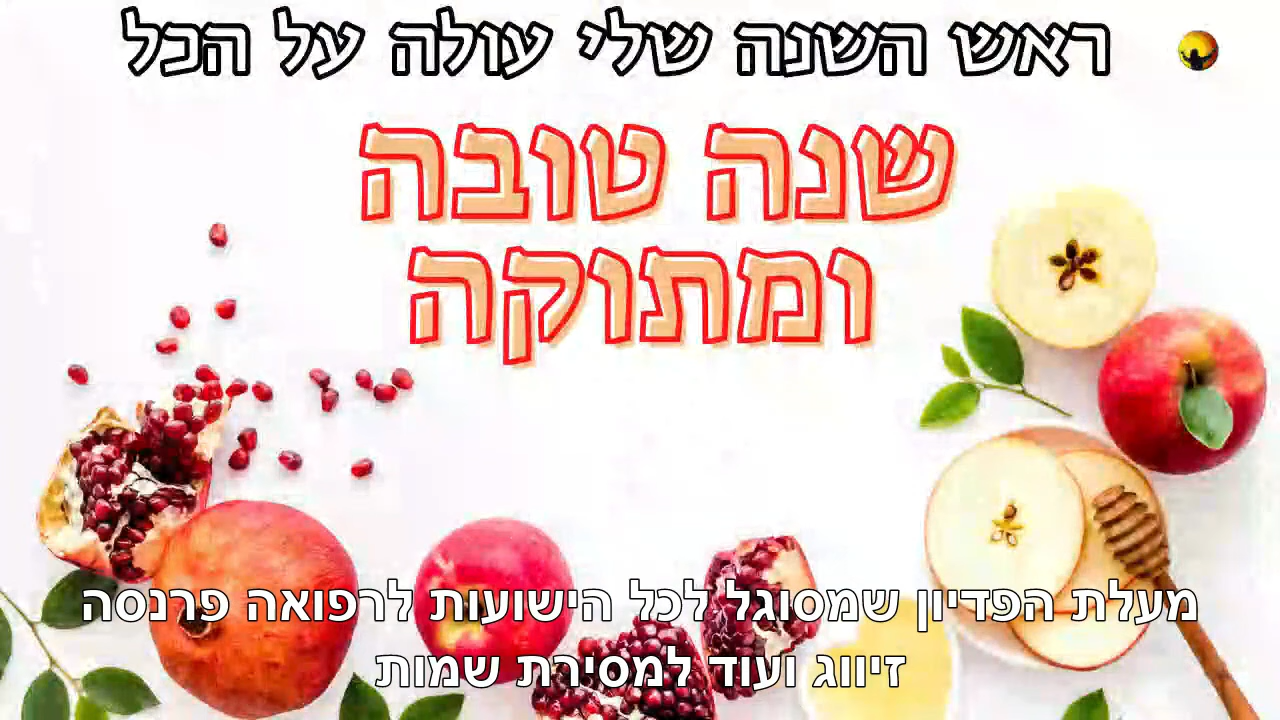 ראש השנה שלי עולה על הכל
שנה טובה
ומתוקה
מעלת הפדיון שמסוגל לכל הישועות לרפואה פרנסה
זיווג ועוד למסירת שמות